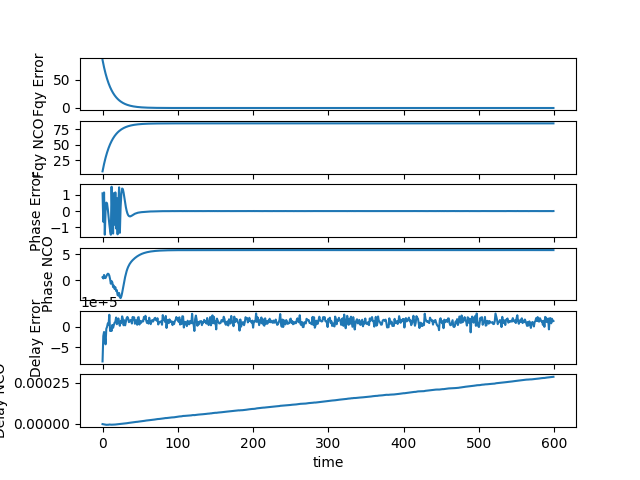 Fqy Error
50
0
Fqy NCO
75
50
25
Phase Error
1
0
−1
Phase NCO
5
0
1e+5
Delay Error
0
−5
Delay NCO
0.00025
0.00000
0
100
200
300
400
500
600
time